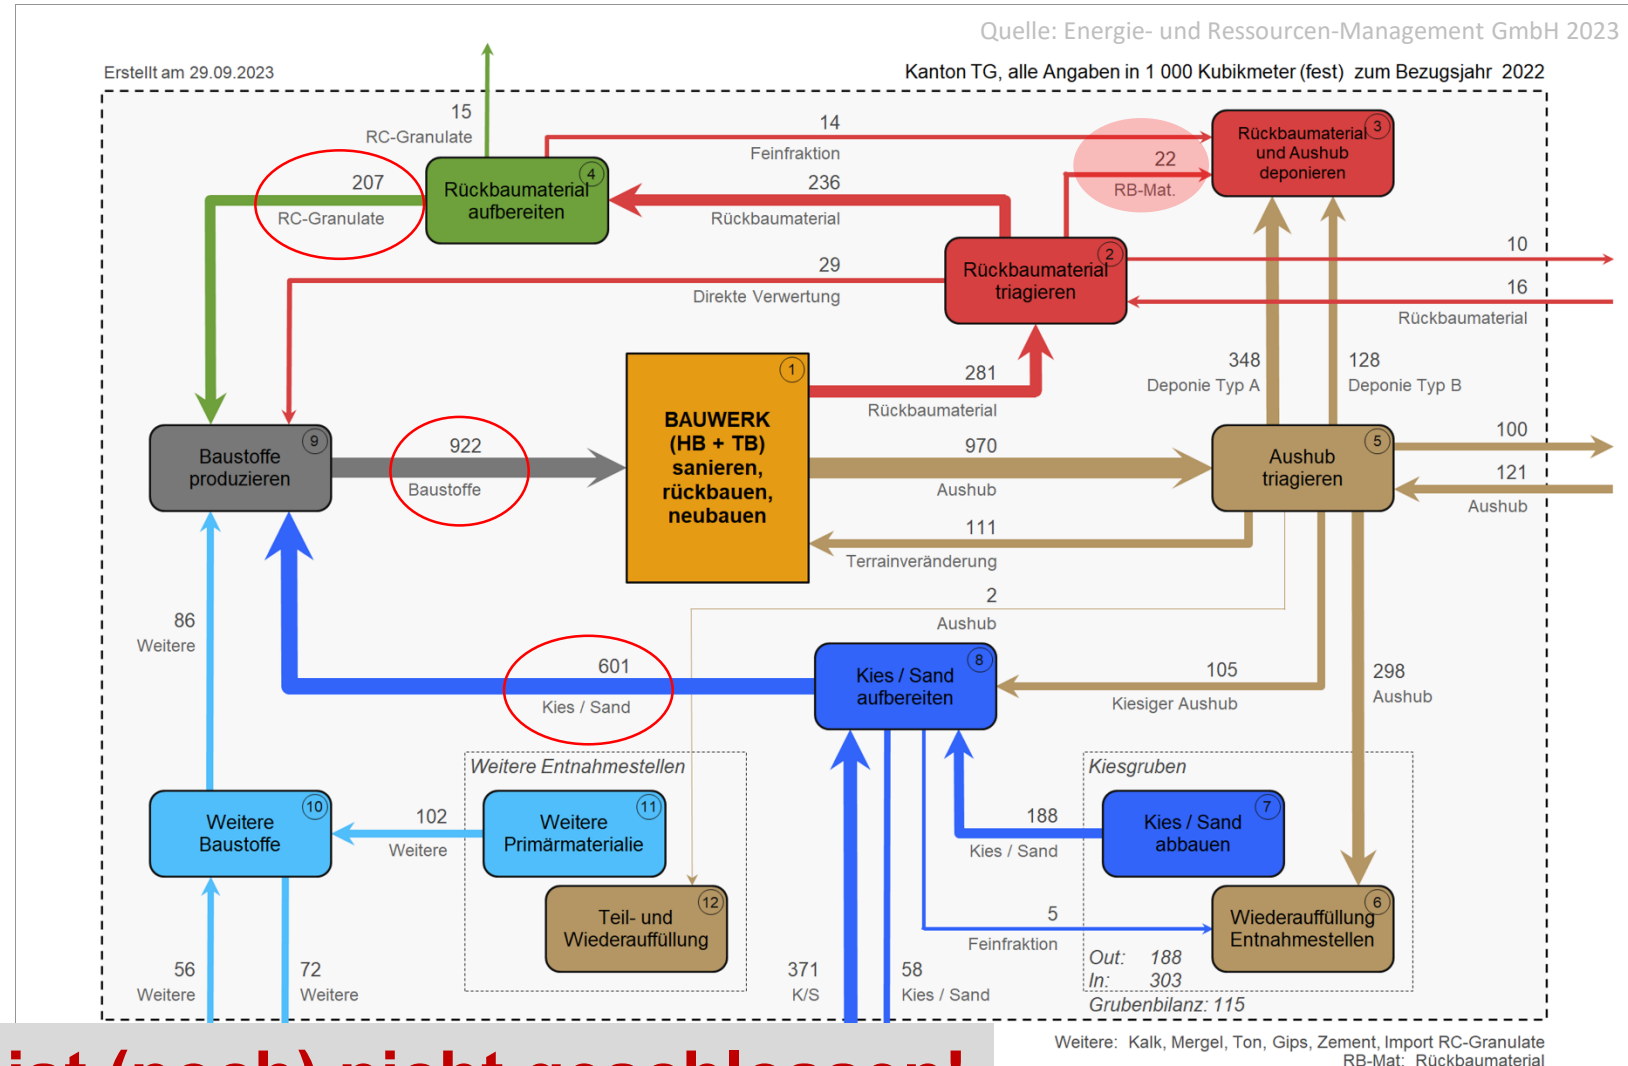 Quelle: Energie- und Ressourcen-Management GmbH 2023
Erstellt am 29.09.2023
Kanton TG, alle Angaben in 1 000 Kubikmeter (fest) zum Bezugsjahr 2022
15
RC-Granulate
14
Feinfraktion
22
RB-Mat.
3
Rückbaumaterial
und Aushub
deponieren
207
RC-Granulate
4
Rückbaumaterial
aufbereiten
236
Rückbaumaterial
2
Rückbaumaterial
triagieren
10
16
Rückbaumaterial
29
Direkte Verwertung
281
Rückbaumaterial
348
Deponie Typ A
128
Deponie Typ B
1
BAUWERK
(HB + TB)
sanieren,
rückbauen,
neubauen
9
Baustoffe
produzieren
922
Baustoffe
970
Aushub
5
Aushub
triagieren
100
121
Aushub
111
Terrainveränderung
2
Aushub
86
Weitere
601
Kies / Sand
8
Kies / Sand
aufbereiten
105
Kiesiger Aushub
298
Aushub
Weitere Entnahmestellen
Kiesgruben
10
Weitere
Baustoffe
102
Weitere
11
Weitere
Primärmaterialie
188
Kies / Sand
7
Kies / Sand
abbauen
12
Teil- und
Wiederauffüllung
5
Feinfraktion
6
Wiederauffüllung
Entnahmestellen
56
Weitere
72
Weitere
371
K/S
58
Kies / Sand
Out: 188
In: 303
Grubenbilanz: 115
Weitere: Kalk, Mergel, Ton, Gips, Zement, Import RC-Granulate
RB-Mat: Rückbaumaterial
ist (noch) nicht geschlossen!